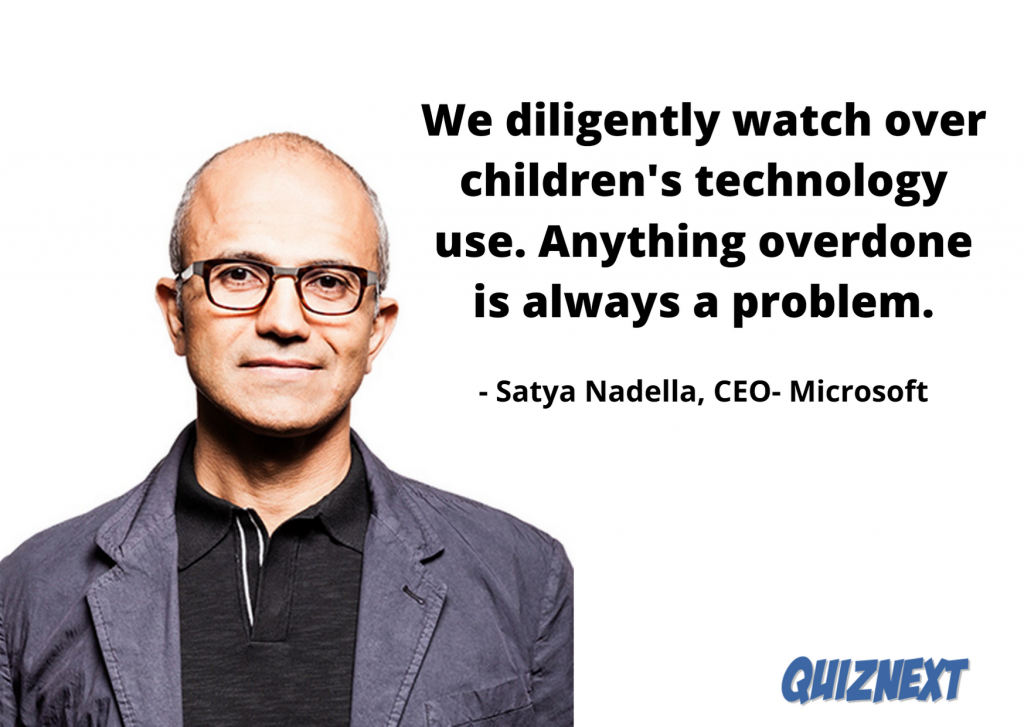 We diligently watch over
children's technology
use. Anything overdone
is always a problem.
- Satya Nadella, CEO- Microsoft
QUIZNEXT